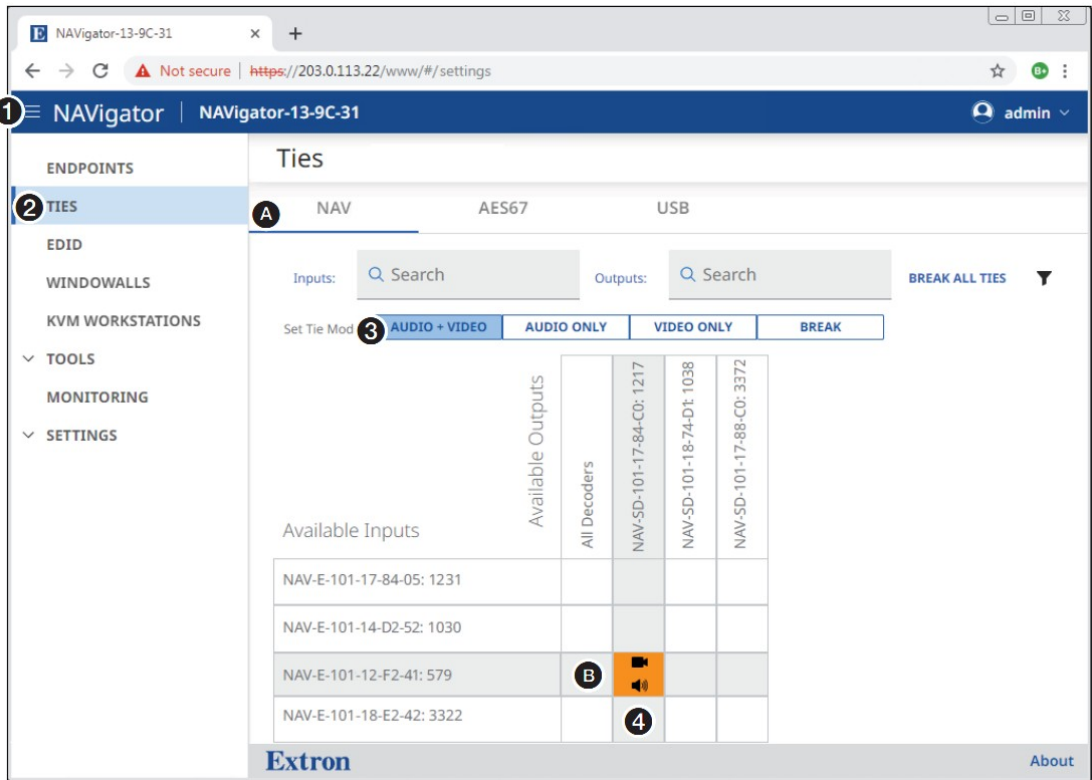 NAVigator-13-9C-31
Not secure | https://203.0.113.22/www/#/settings
B+
1
NAVigator | NAVigator-13-9C-31
admin
ENDPOINTS
2 TIES
EDID
WINDOWALLS
KVM WORKSTATIONS
TOOLS
MONITORING
SETTINGS
Ties
A NAV AES67 USB
Inputs: Search Outputs: Search BREAK ALL TIES
Set Tie Mod 3 AUDIO + VIDEO AUDIO ONLY VIDEO ONLY BREAK
Available Outputs
All Decoders
NAV-SD-101-17-84-C0: 1217
NAV-SD-101-18-74-D1: 1038
NAV-SD-101-17-88-C0: 3372
Available Inputs
NAV-E-101-17-84-05: 1231
NAV-E-101-14-D2-52: 1030
NAV-E-101-12-F2-41: 579
B
NAV-E-101-18-E2-42: 3322
4
Extron About